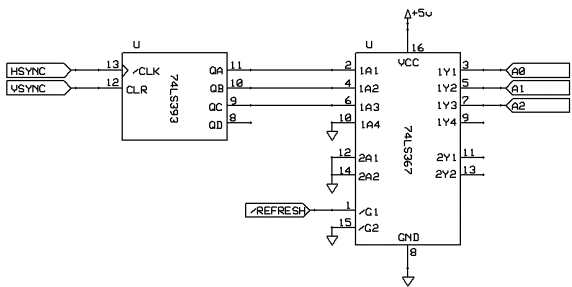 +5v
U
U
16
VCC
HSYNC
13
/CLK
QA
11
2
1A1
1Y1
3
A0
VSYNC
12
CLR
QB
10
4
1A2
1Y2
5
A1
74LS393
QC
9
6
1A3
1Y3
7
A2
QD
8
10
1A4
1Y4
9
74LS367
12
2A1
2Y1
11
14
2A2
2Y2
13
/REFRESH
1
/G1
15
/G2
GND
8